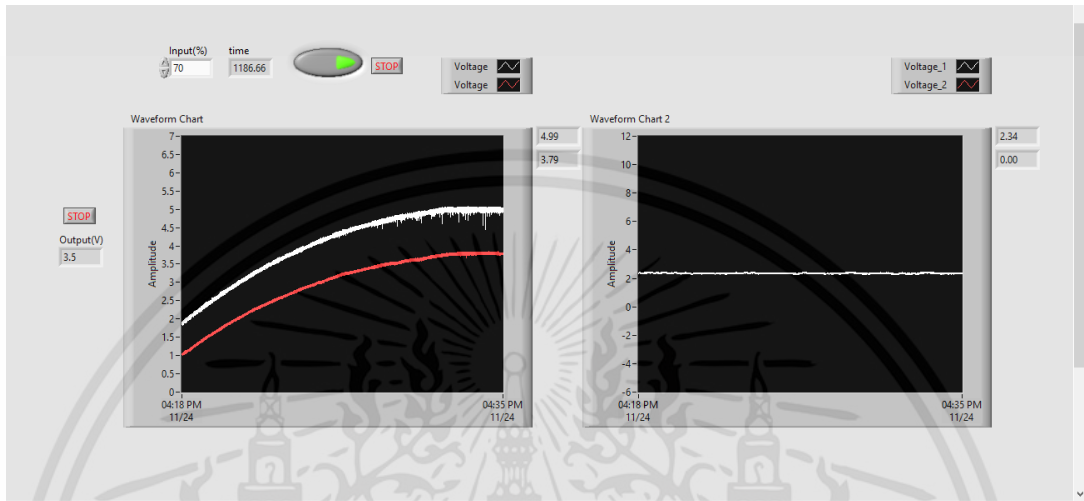 Input(%) time
70 1186.66 STOP
Voltage
Voltage
Voltage_1
Voltage_2
Waveform Chart
7
6.5
6
5.5
5
4.5
4
3.5
3
2.5
2
1.5
1
0.5
0
Amplitude
04:18 PM 04:35 PM
11/24 11/24
4.99
3.79
STOP
Output(V)
3.5
Waveform Chart 2
12
10
8
6
4
2
0
-2
-4
-6
Amplitude
04:18 PM 04:35 PM
11/24 11/24
2.34
0.00